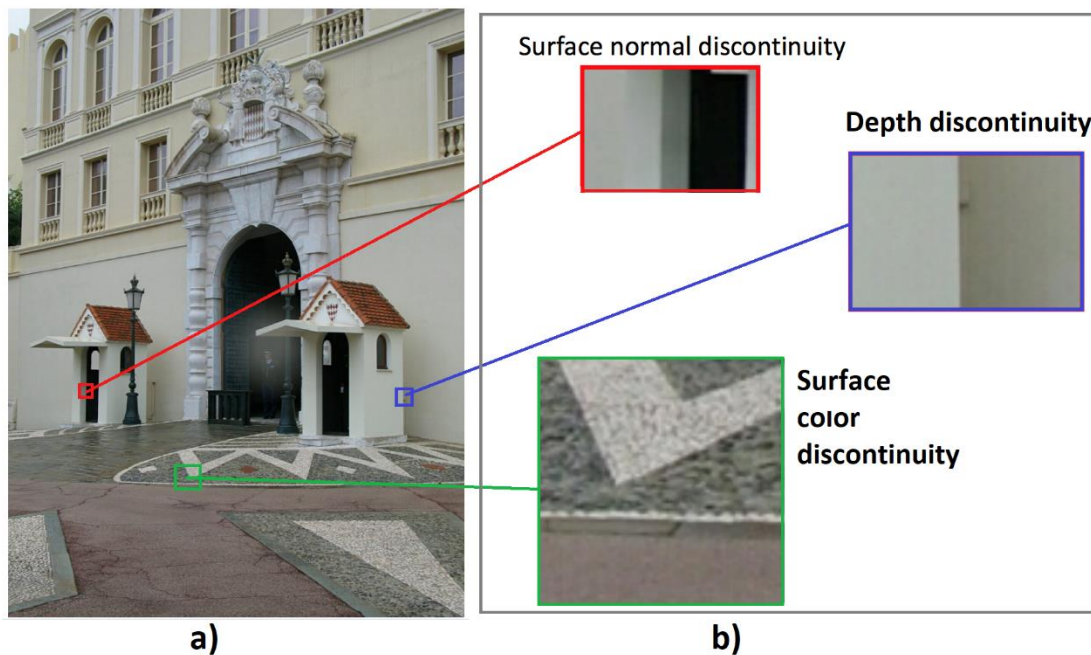 Surface normal discontinuity
Depth discontinuity
Surface
color
discontinuity
a)
b)